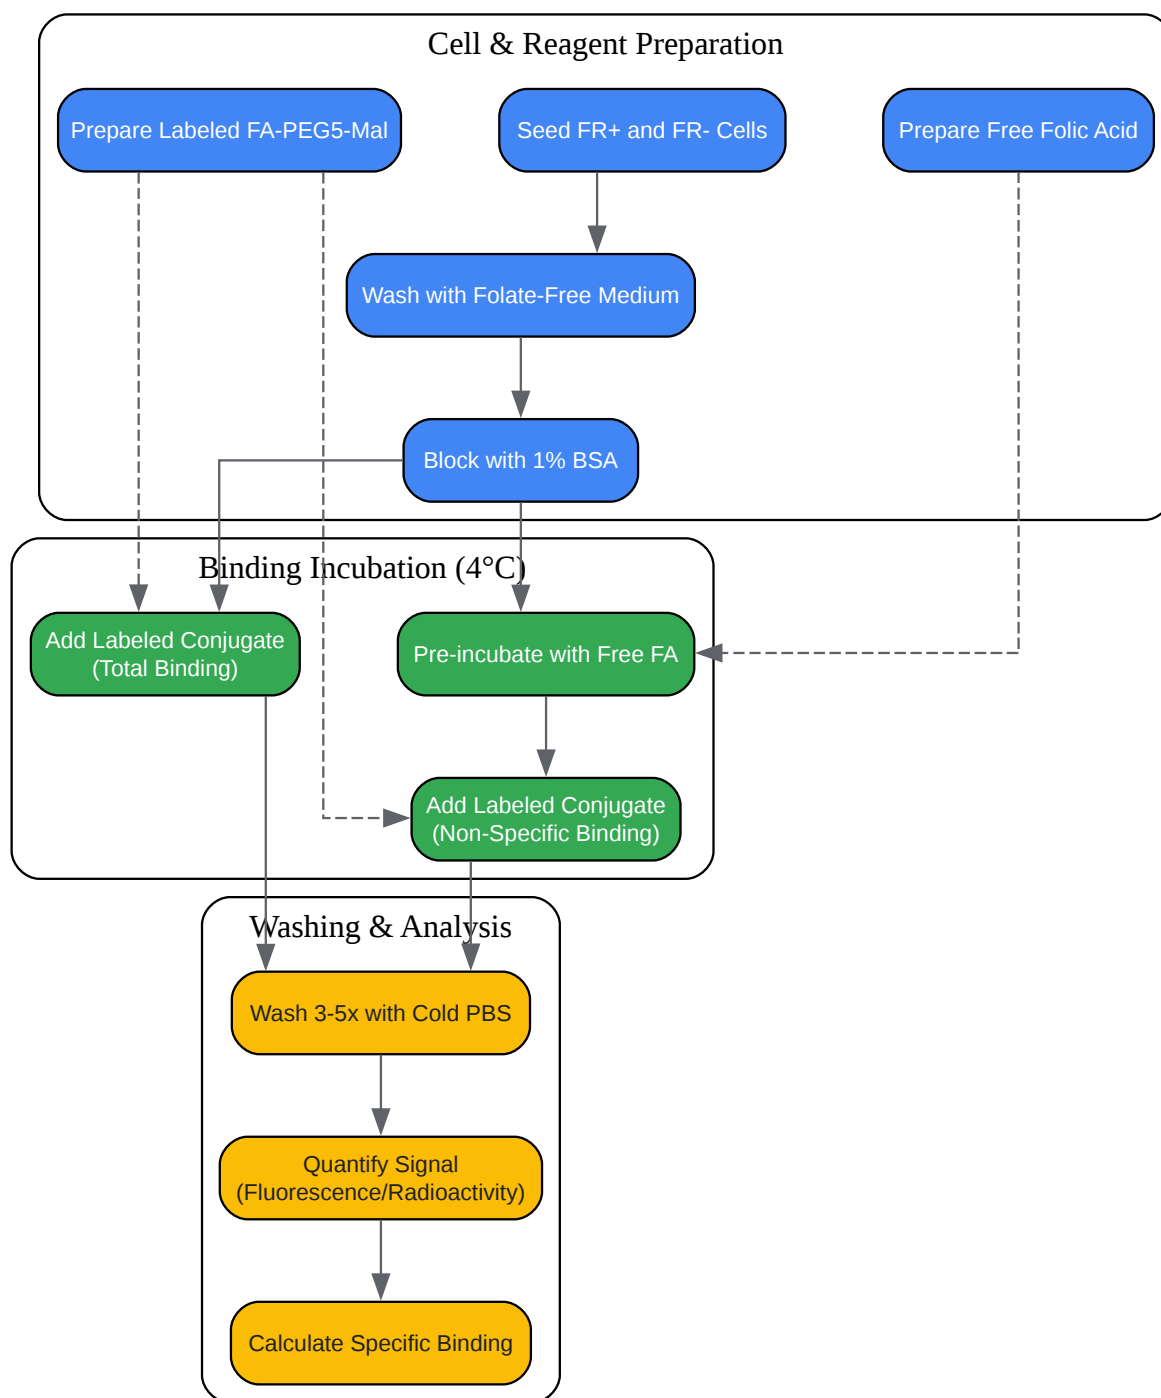 Cell & Reagent Preparation
Prepare Labeled FA-PEG5-Mal
Seed FR+ and FR- Cells
Prepare Free Folic Acid
Wash with Folate-Free Medium
Block with 1% BSA
Binding Incubation (4°C)
Add Labeled Conjugate
(Total Binding)
Pre-incubate with Free FA
Add Labeled Conjugate
(Non-Specific Binding)
Washing & Analysis
Wash 3-5x with Cold PBS
Quantify Signal
(Fluorescence/Radioactivity)
Calculate Specific Binding